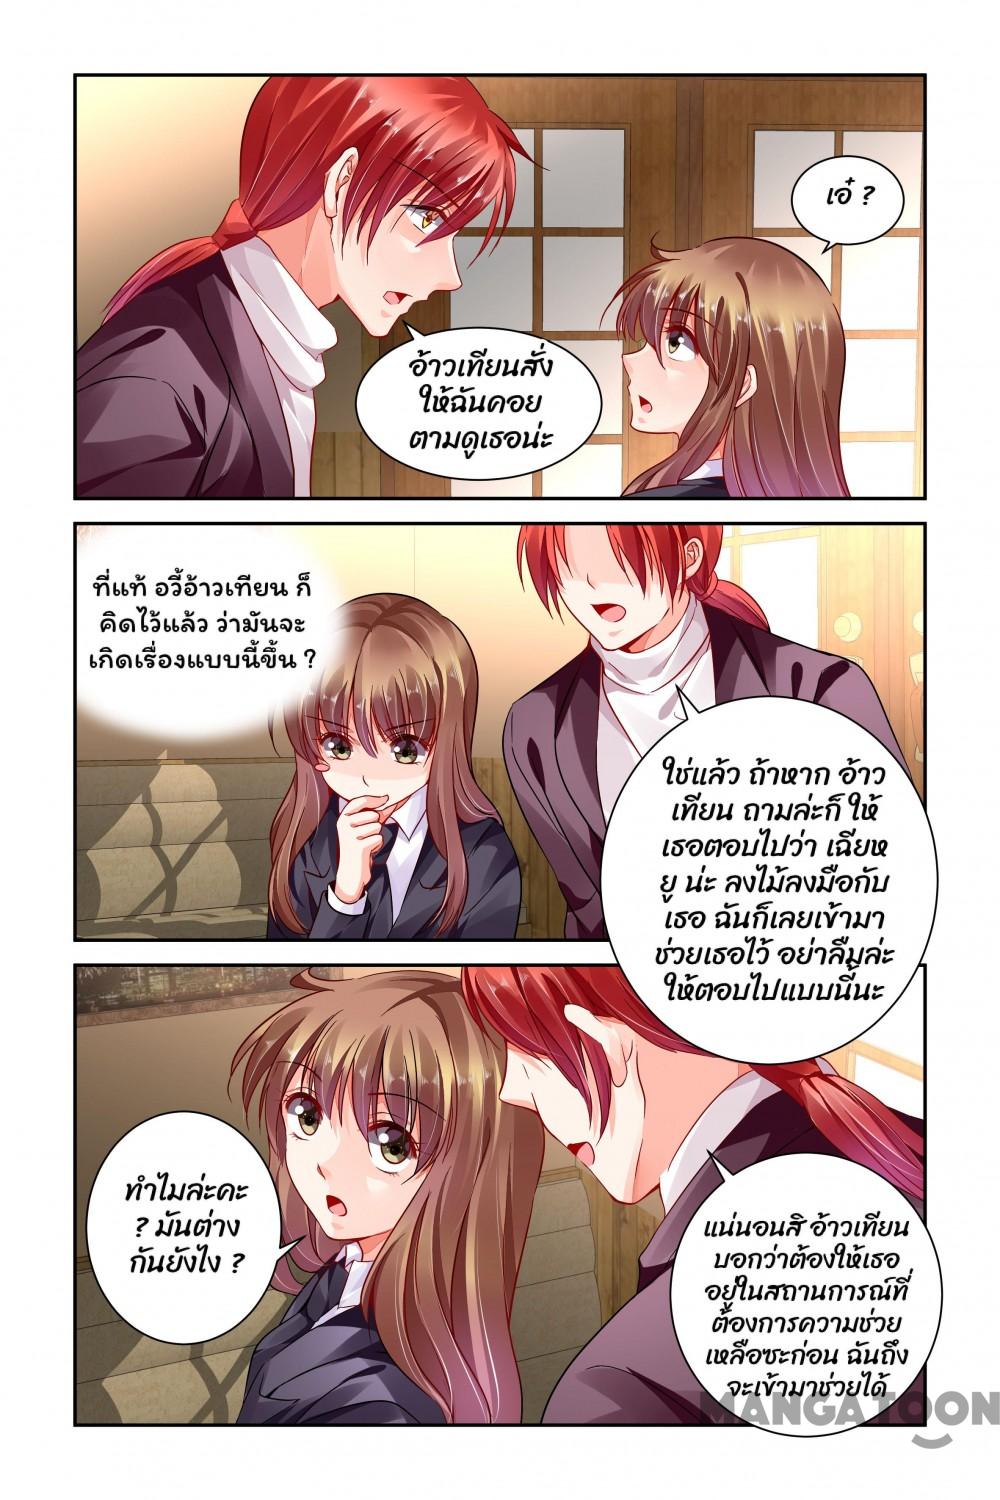 เอ๋ ?
อ้าวเทียนสั่ง
ให้ฉันคอย
ตามดูเธอน่ะ
ที่แท้ อวี้อ้าวเทียน ก็
คิดไว้แล้ว ว่ามันจะ
เกิดเรื่องแบบนี้ขึ้น ?
ใช่แล้ว ถ้าหาก อ้าว
เทียน ถามล่ะก็ ให้
เธอตอบไปว่า เฉียห
ยู น่ะ ลงไม้ลงมือกับ
เธอ ฉันก็เลยเข้ามา
ช่วยเธอไว้ อย่าลืมล่ะ
ให้ตอบไปแบบนี้นะ
ทำไมล่ะคะ
? มันต่าง
กันยังไง ?
แน่นอนสิ อ้าวเทียน
บอกว่าต้องให้เธอ
อยู่ในสถานการณ์ที่
ต้องการความช่วย
เหลือซะก่อน ฉันถึง
จะเข้ามาช่วยได้
MANGATOON